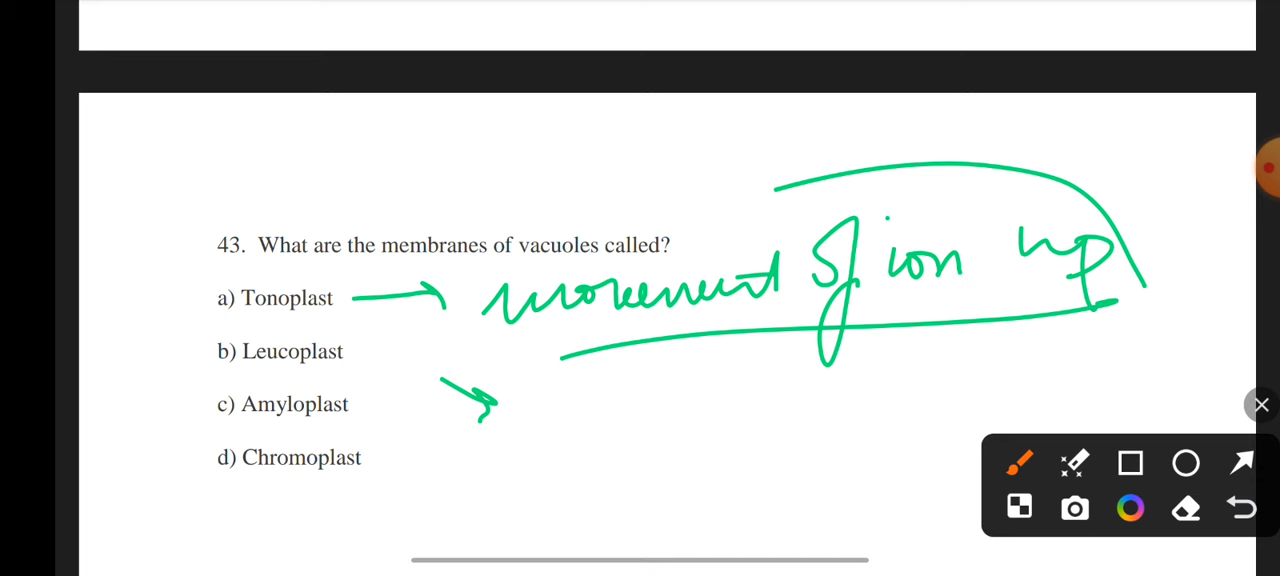 43. What are the membranes of vacuoles called?
a) Tonoplast → movement of ion up
b) Leucoplast
c) Amyloplast
d) Chromoplast